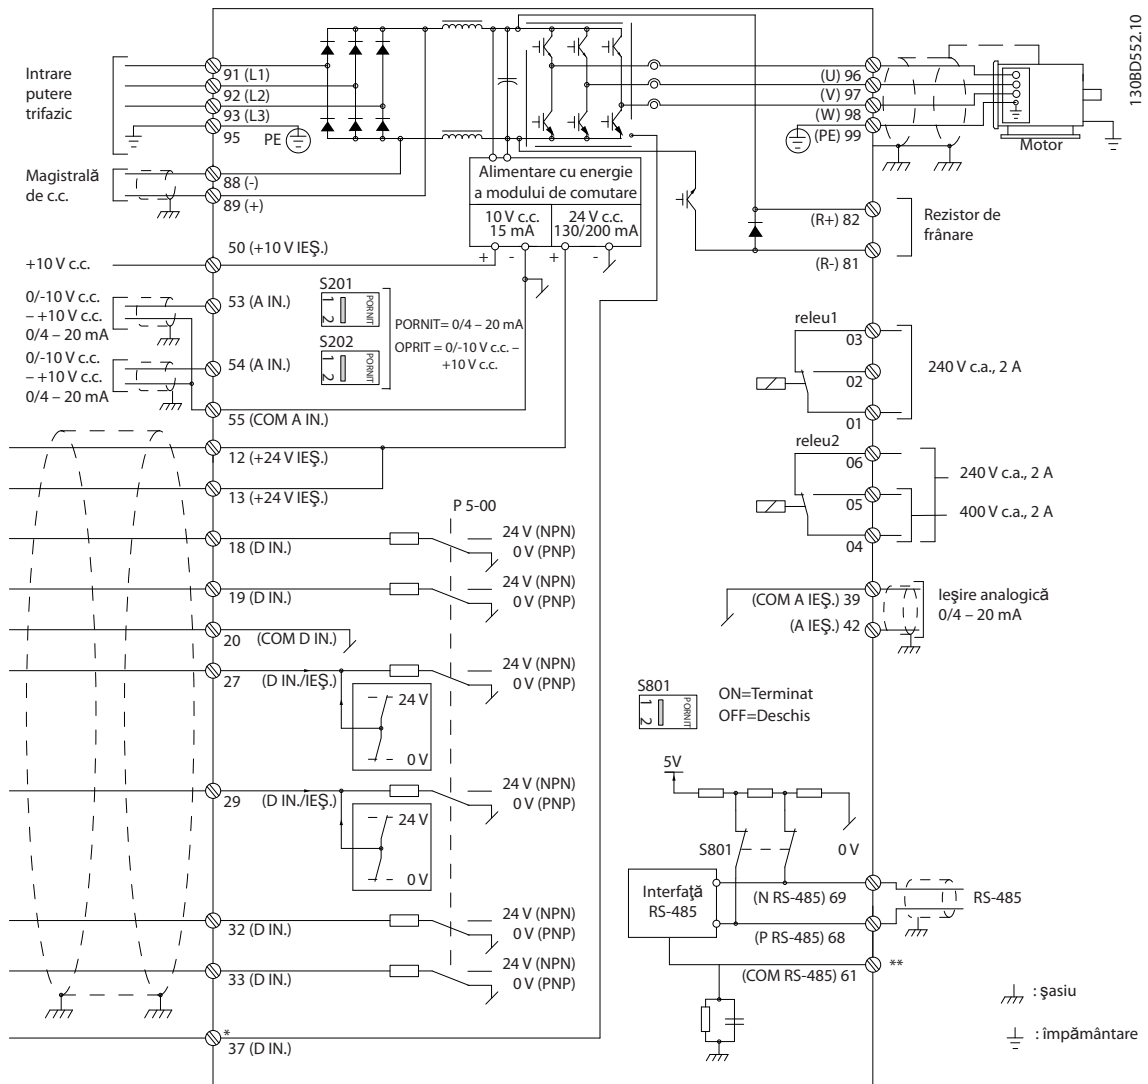 130BD552.10
Intrare
putere
trifazic
91 (L1)
92 (L2)
93 (L3)
95
PE
(U) 96
(V) 97
(W) 98
(PE) 99
Motor
Magistrală
de c.c.
88 (-)
89 (+)
Alimentare cu energie
a modului de comutare
10 V c.c.
15 mA
24 V c.c.
130/200 mA
+
-
+
-
(R+) 82
(R-) 81
Rezistor de
frânare
+10 V c.c.
50 (+10 V IEŞ.)
0/-10 V c.c.
– +10 V c.c.
0/4 – 20 mA
53 (A IN.)
0/-10 V c.c.
– +10 V c.c.
0/4 – 20 mA
54 (A IN.)
55 (COM A IN.)
S201
1
2
PORNIT
S202
1
2
PORNIT
PORNIT= 0/4 – 20 mA
OPRIT = 0/-10 V c.c. –
+10 V c.c.
releu1
03
02
01
240 V c.a., 2 A
releu2
06
05
04
240 V c.a., 2 A
400 V c.a., 2 A
12 (+24 V IEŞ.)
13 (+24 V IEŞ.)
P 5-00
18 (D IN.)
24 V (NPN)
0 V (PNP)
19 (D IN.)
24 V (NPN)
0 V (PNP)
20
(COM D IN.)
27
(D IN./IEŞ.)
24 V (NPN)
0 V (PNP)
24 V
0 V
29
(D IN./IEŞ.)
24 V (NPN)
0 V (PNP)
24 V
0 V
32 (D IN.)
24 V (NPN)
0 V (PNP)
33 (D IN.)
24 V (NPN)
0 V (PNP)
*
37 (D IN.)
(COM A IEŞ.) 39
(A IEŞ.) 42
Ieşire analogică
0/4 – 20 mA
S801
1
2
PORNIT
ON=Terminat
OFF=Deschis
5V
S801
0 V
Interfaţă
RS-485
(N RS-485) 69
(P RS-485) 68
(COM RS-485) 61
RS-485
**
: şasiu
: împământare